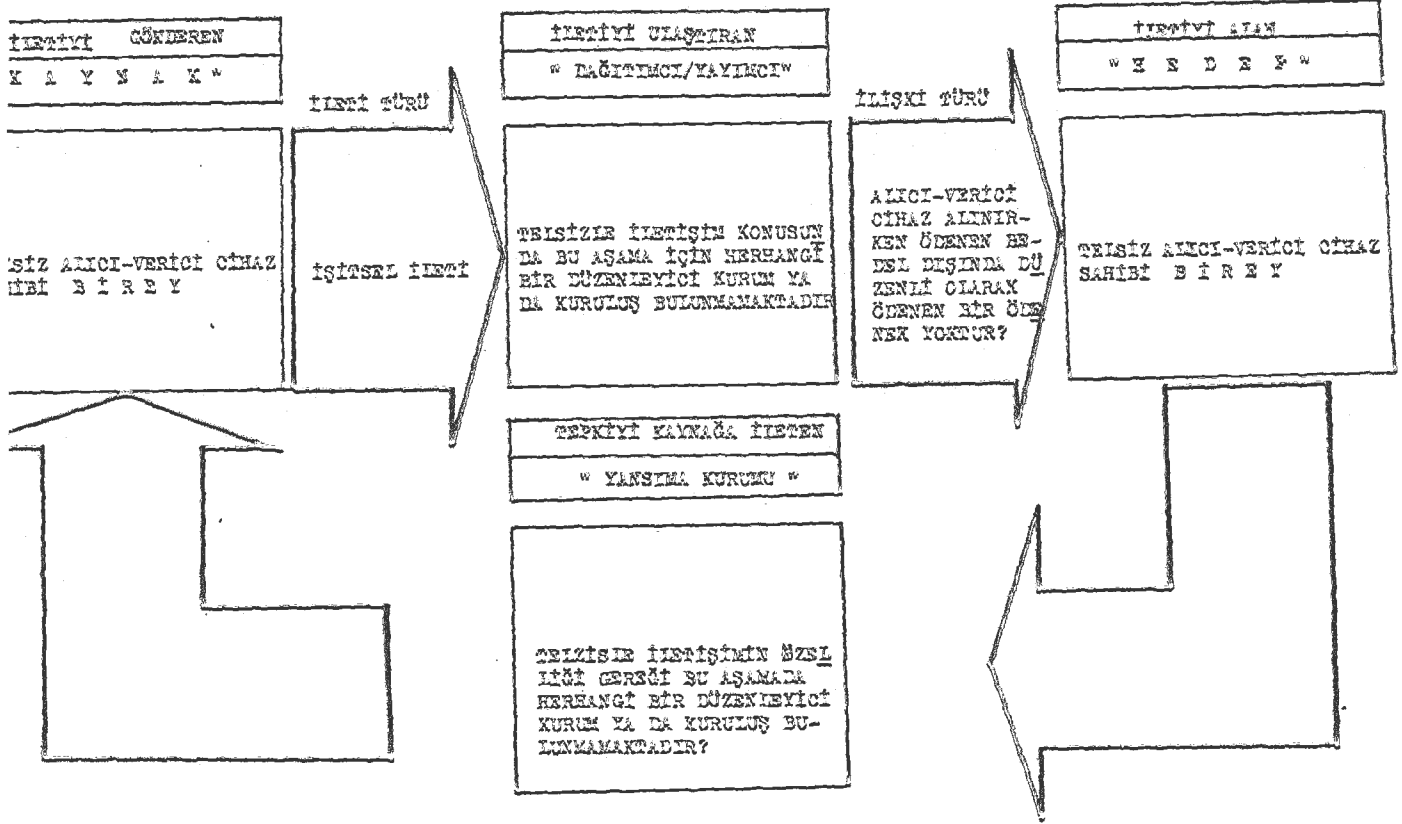 İLETİYİ GÖNDEREN
K A Y N A K"
SİZ ALICI-VERİCİ CİHAZ
İBİ B İ R E Y
İLETİ TÜRÜ
İŞİTSEL İLETİ
İLETİYİ ULAŞTIRAN
" DAĞITIMCI/YAYIMCI"
TELSİZLE İLETİŞİM KONUSUN
DA BU AŞAMA İÇİN HERHANGİ
BİR DÜZENLEYİCİ KURUM YA
DA KURULUŞ BULUNMAMAKTADIR
İLİŞKİ TÜRÜ
ALICI-VERİCİ
CİHAZ ALINIR-
KEN ÖDENEN BE-
DEL DIŞINDA DÜ
ZENLİ OLARAK
ÖDENEN BİR ÖDE
NEK YOKTUR?
İLETİYİ ALAN
" H E D E F "
TELSİZ ALICI-VERİCİ CİHAZ
SAHİBİ B İ R E Y
TEPKİYİ KAYNAĞA İLETEN
" YANSIMA KURUMU "
TELZİSLE İLETİŞİMİN ÖZEL
LİĞİ GEREĞİ BU AŞAMADA
HERHANGİ BİR DÜZENLEYİCİ
KURUM YA DA KURULUŞ BU-
LUNMAMAKTADIR?